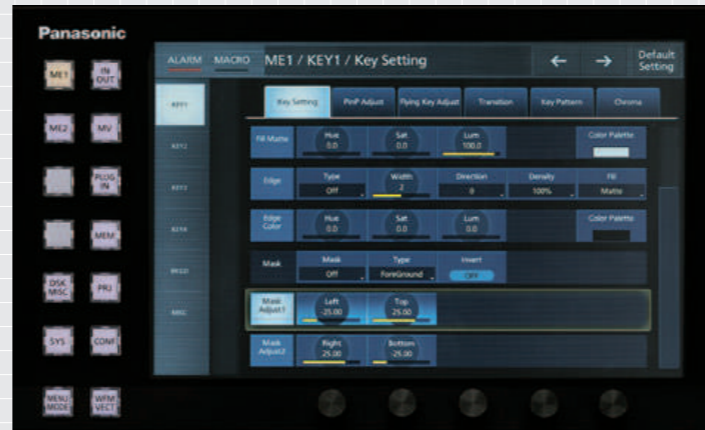 Panasonic
ME1
IN OUT
ME2
MV
PLUG IN
MEM
DSK MISC
PRJ
SYS
CONF
MENU MODE
WFM VECT
ALARM MACRO ME1 / KEY1 / Key Setting ← → Default Setting
KEY1
KEY2
KEY3
KEY4
BKGD
MISC
Key Setting PinP Adjust Flying Key Adjust Transition Key Pattern Chroma
Fill Matte Hue 0.0 Sat 0.0 Lum 100.0 Color Palette
Edge Type Off Width 2 Direction 0 Density 100% Fill Matte
Edge Color Hue 0.0 Sat 0.0 Lum 0.0 Color Palette
Mask Mask Off Type ForeGround Invert OFF
Mask Adjust1 Left -25.00 Top 25.00
Mask Adjust2 Right 25.00 Bottom -25.00